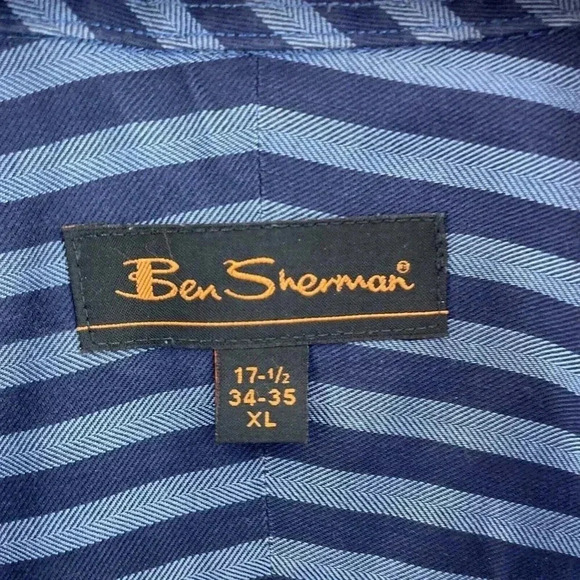 Ben Sherman®
17-1/2
34-35
XL